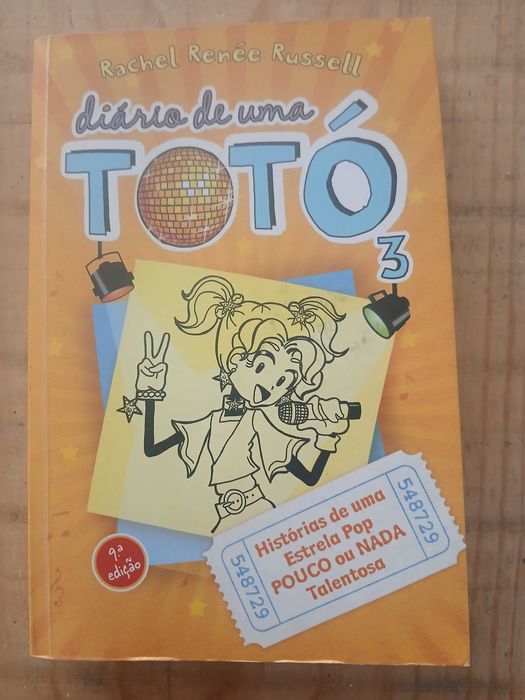 Rachel Renée Russell
diário de uma
TOTÓ
3
Histórias de uma
Estrela Pop
POUCO ou NADA
Talentosa
548729
548729
9.ª
edição